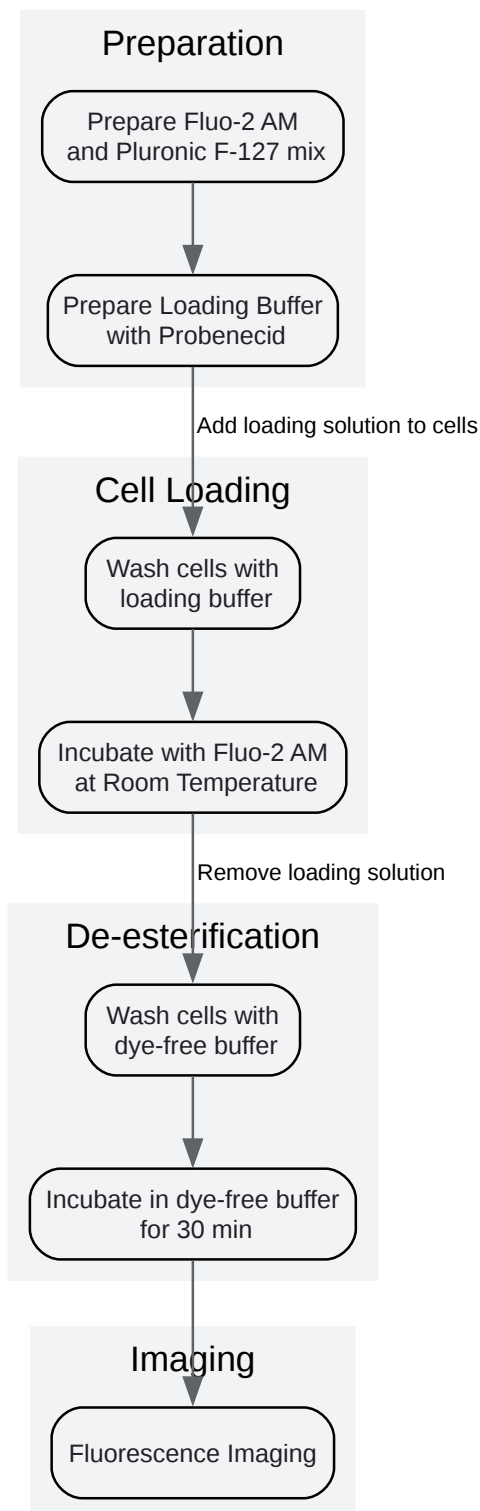 Preparation
Prepare Fluo-2 AM
and Pluronic F-127 mix
Prepare Loading Buffer
with Probenecid
Add loading solution to cells
Cell Loading
Wash cells with
loading buffer
Incubate with Fluo-2 AM
at Room Temperature
Remove loading solution
De-esterification
Wash cells with
dye-free buffer
Incubate in dye-free buffer
for 30 min
Imaging
Fluorescence Imaging